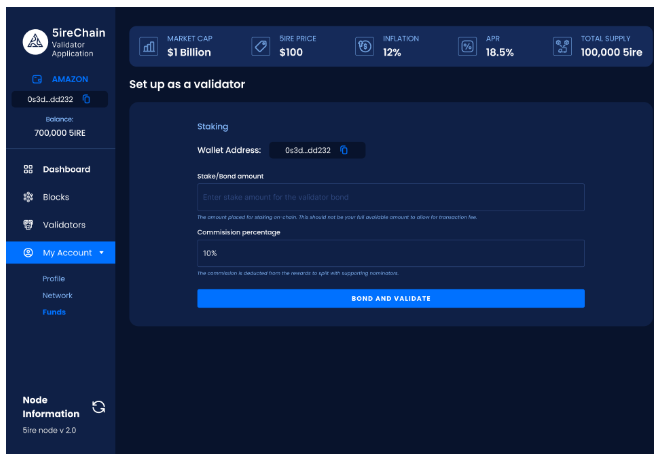 5ireChain
Validator
Application
AMAZON
0s3d...dd232
Balance:
700,000 5IRE
Dashboard
Blocks
Validators
My Account
Profile
Network
Funds
Node
Information
5ire node v 2.0
MARKET CAP
$1 Billion
5IRE PRICE
$100
INFLATION
12%
APR
18.5%
TOTAL SUPPLY
100,000 5ire
Set up as a validator
Staking
Wallet Address: 0s3d...dd232
Stake/Bond amount
Enter stake amount for the validator bond
The amount placed for staking on-chain. This should not be your full available amount to allow for transaction fee.
Commisision percentage
10%
The commission is deducted from the rewards to split with supporting nominators.
BOND AND VALIDATE